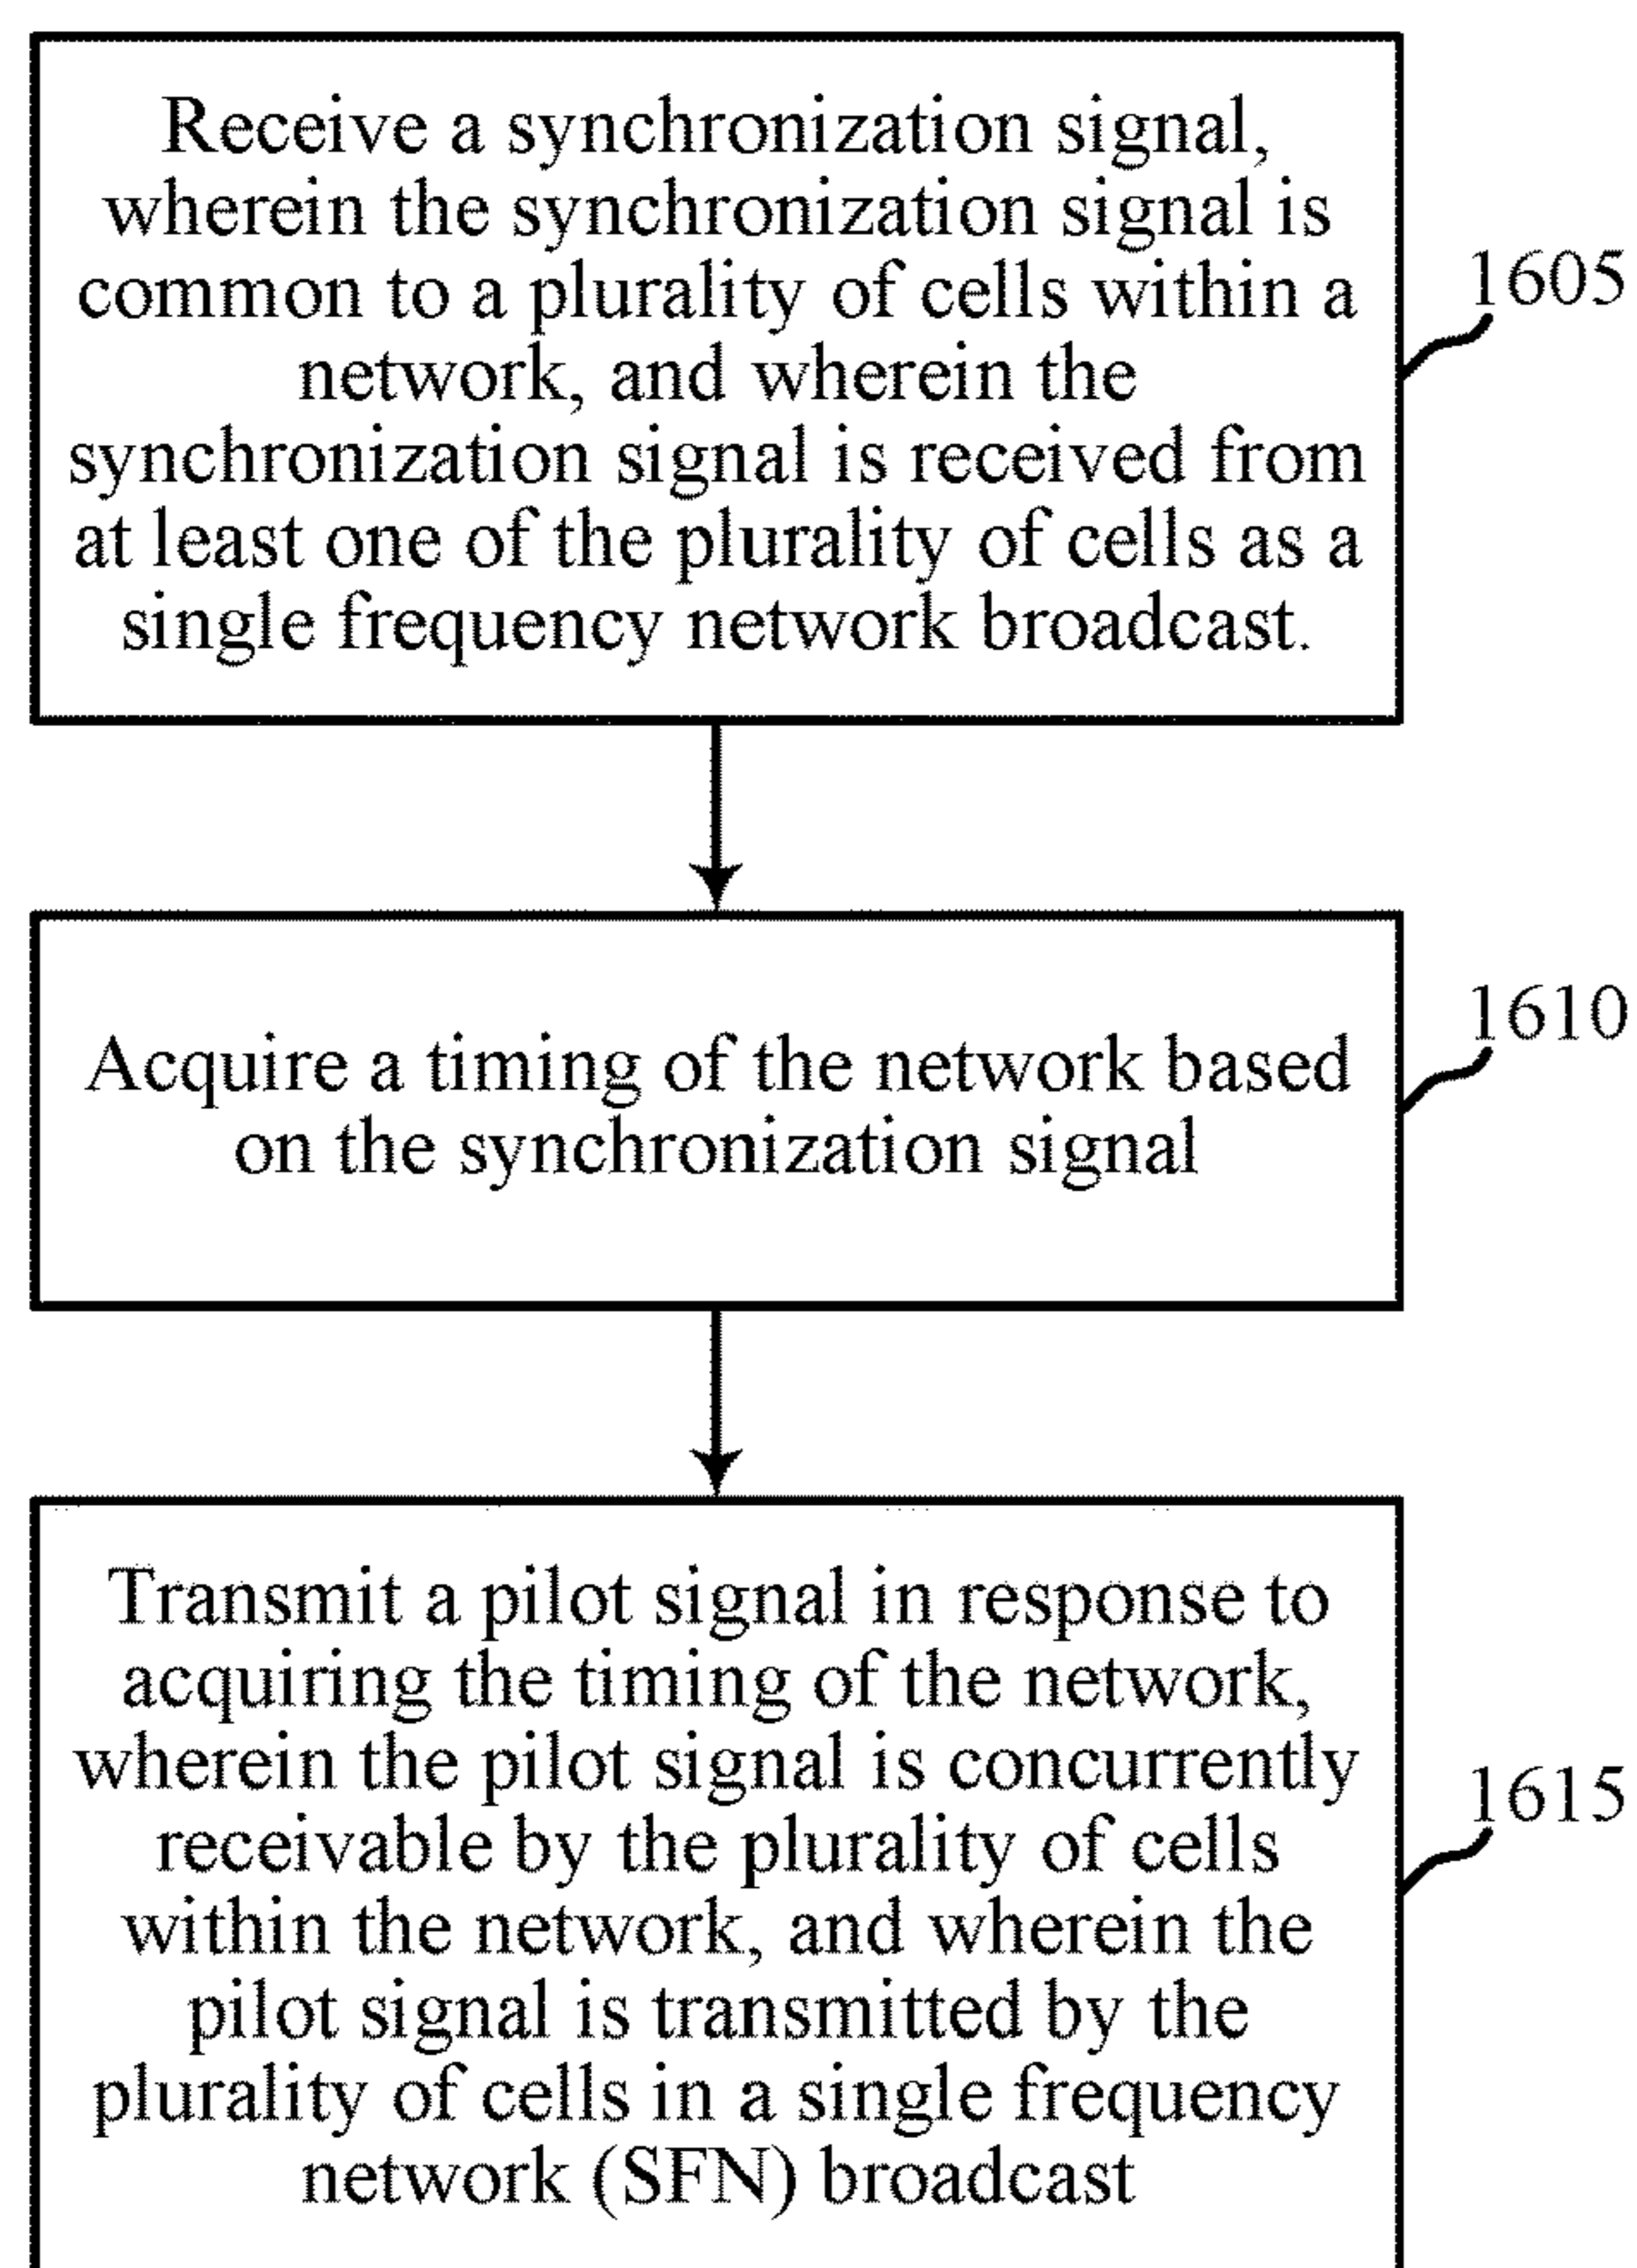 Receive a synchronization signal,
wherein the synchronization signal is
common to a plurality of cells within a
network, and wherein the
synchronization signal is received from
at least one of the plurality of cells as a
single frequency network broadcast.
1605
Acquire a timing of the network based
on the synchronization signal
1610
Transmit a pilot signal in response to
acquiring the timing of the network,
wherein the pilot signal is concurrently
receivable by the plurality of cells
within the network, and wherein the
pilot signal is transmitted by the
plurality of cells in a single frequency
network (SFN) broadcast
1615